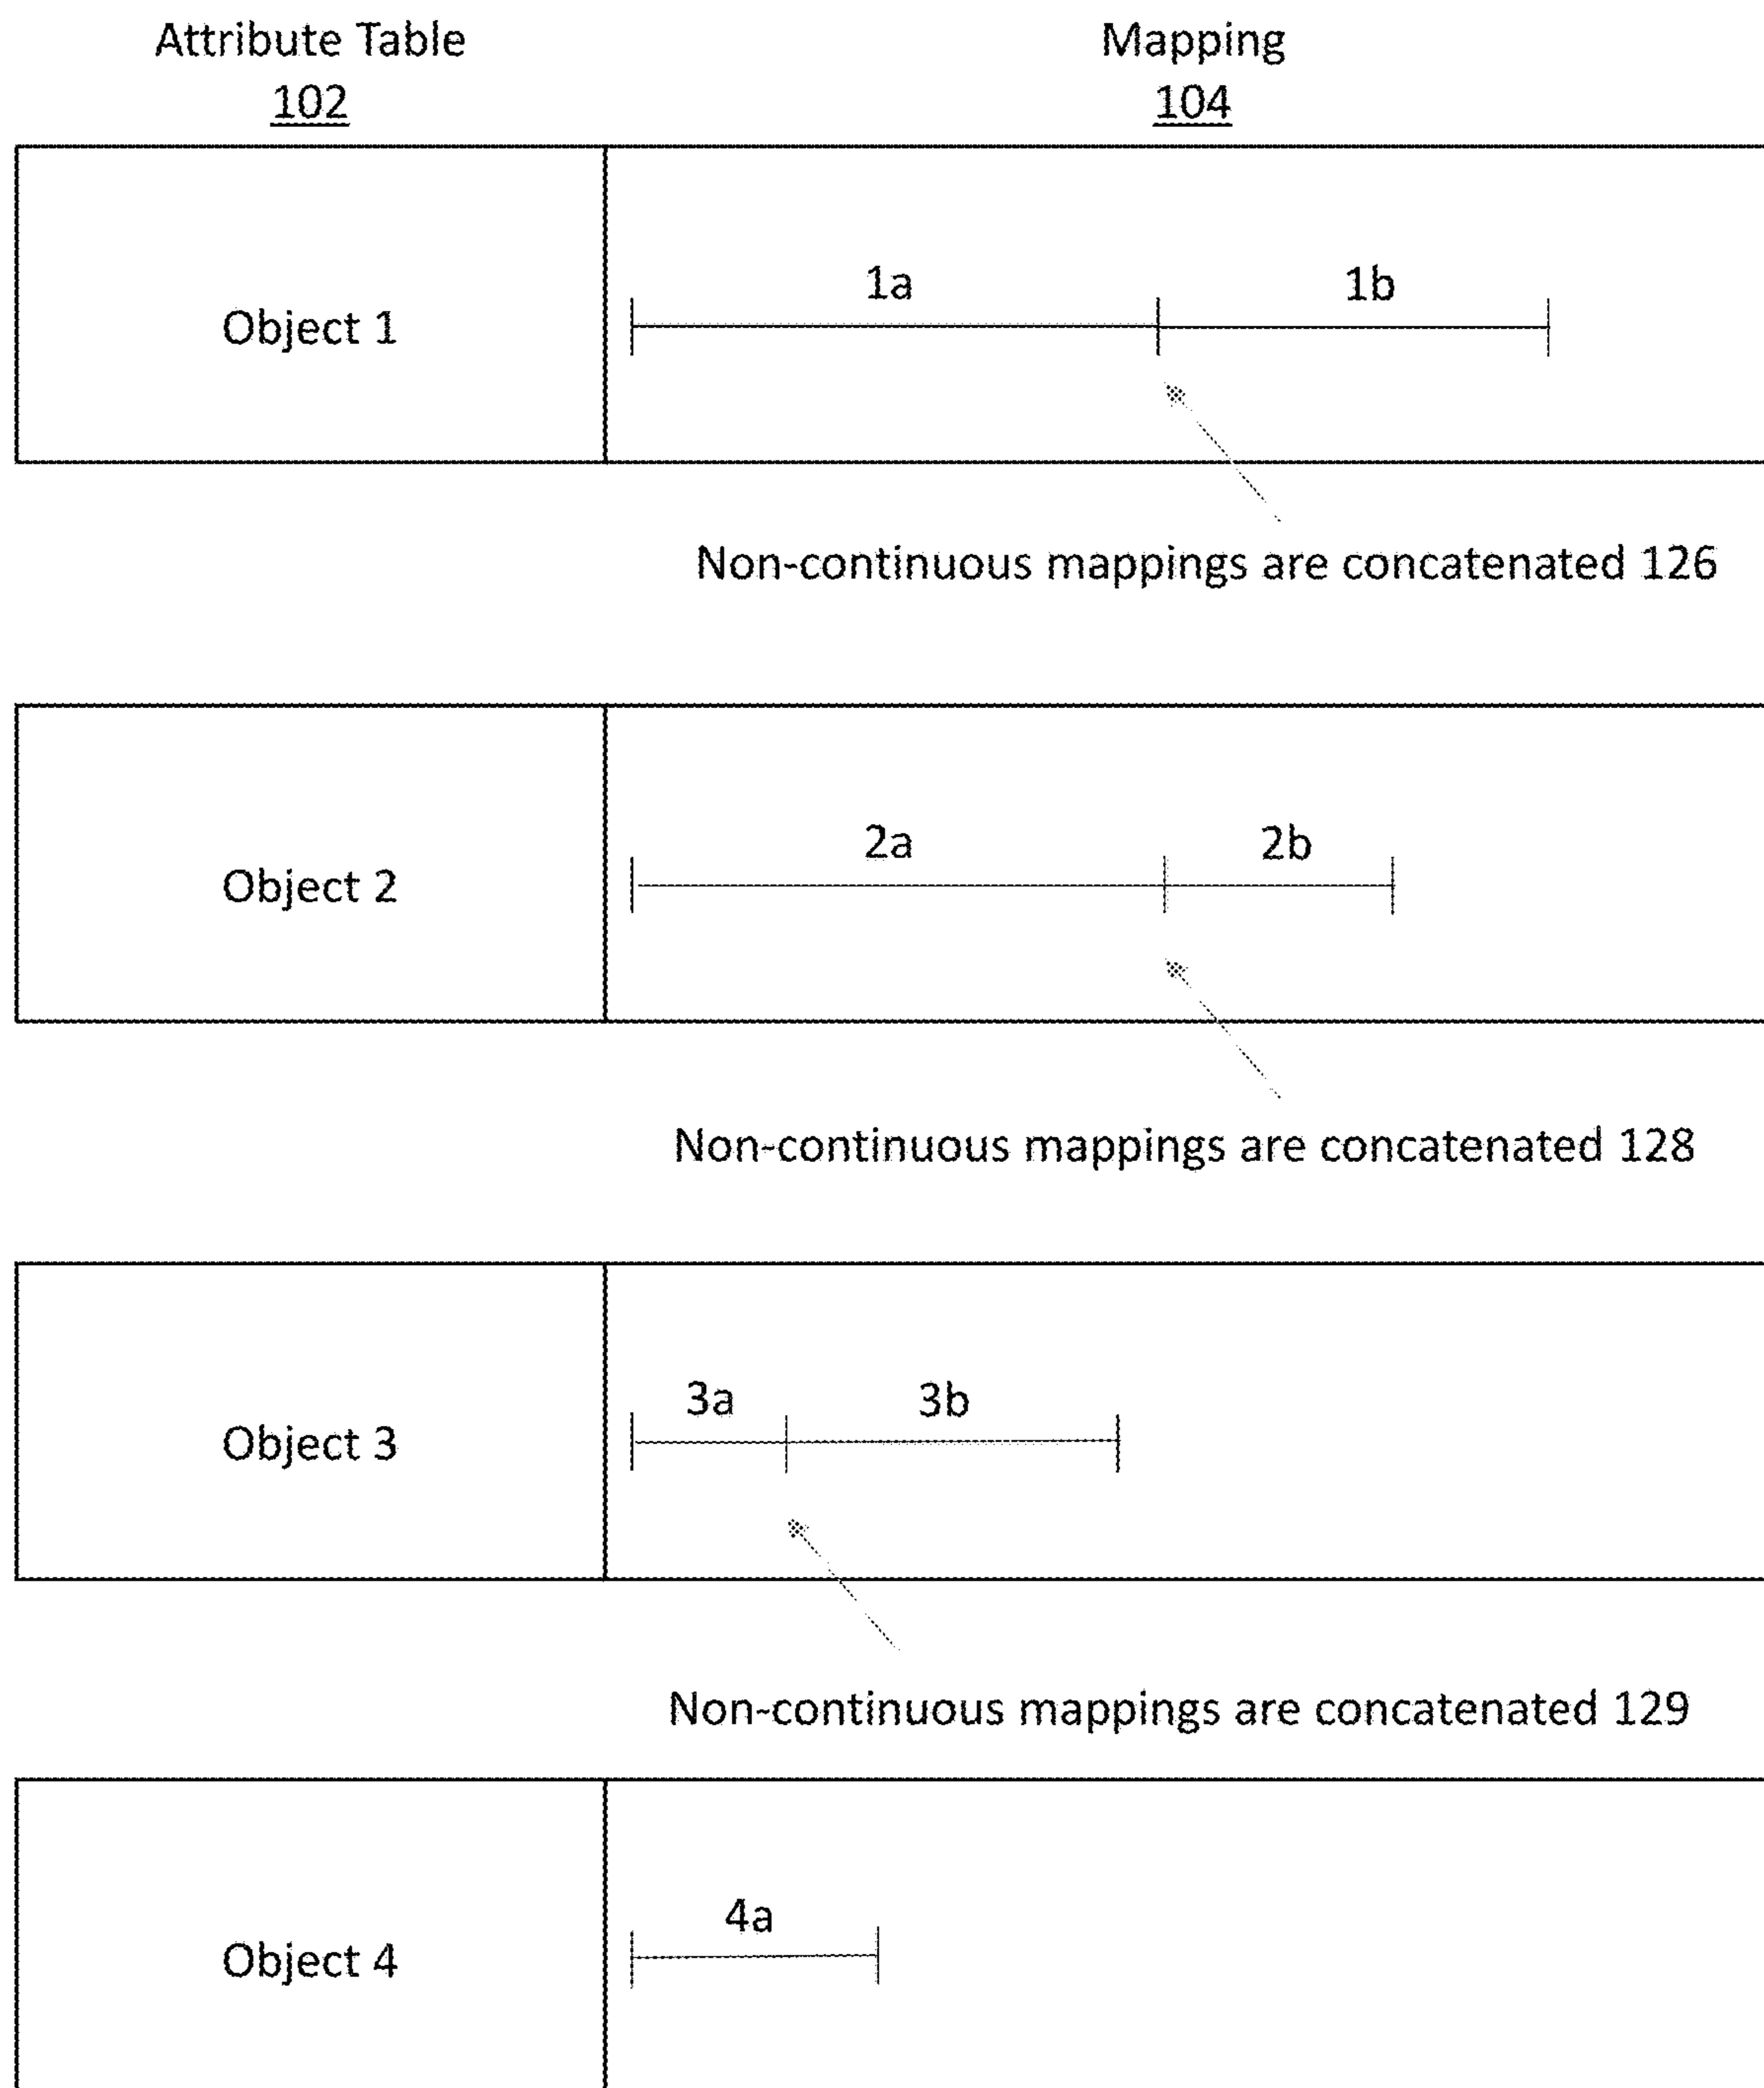 Attribute Table
102
Mapping
104
Object 1
1a
1b
Non-continuous mappings are concatenated 126
Object 2
2a
2b
Non-continuous mappings are concatenated 128
Object 3
3a
3b
Non-continuous mappings are concatenated 129
Object 4
4a